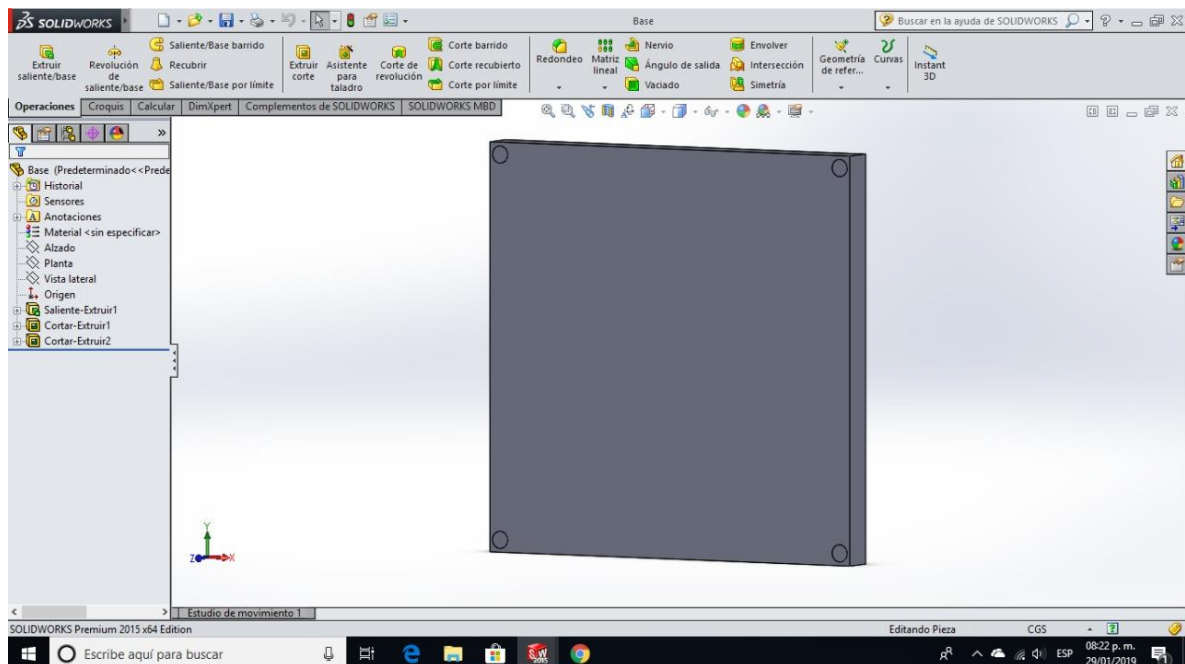 SOLIDWORKS
Base
Buscar en la ayuda de SOLIDWORKS
Extruir saliente/base
Revolución de saliente/base
Saliente/Base barrido
Recubrir
Saliente/Base por límite
Extruir corte
Asistente para taladro
Corte de revolución
Corte barrido
Corte recubierto
Corte por límite
Redondeo
Matriz lineal
Nervio
Ángulo de salida
Vaciado
Envolver
Intersección
Simetría
Geometría de refer...
Curvas
Instant 3D
Operaciones
Croquis
Calcular
DimXpert
Complementos de SOLIDWORKS
SOLIDWORKS MBD
Base (Predeterminado<<Prede
Historial
Sensores
Anotaciones
Material <sin especificar>
Alzado
Planta
Vista lateral
Origen
Saliente-Extruir1
Cortar-Extruir1
Cortar-Extruir2
Y
Z
X
Estudio de movimiento 1
SOLIDWORKS Premium 2015 x64 Edition
Editando Pieza
CGS
Escribe aquí para buscar
ESP
08:22 p. m.
29/01/2019